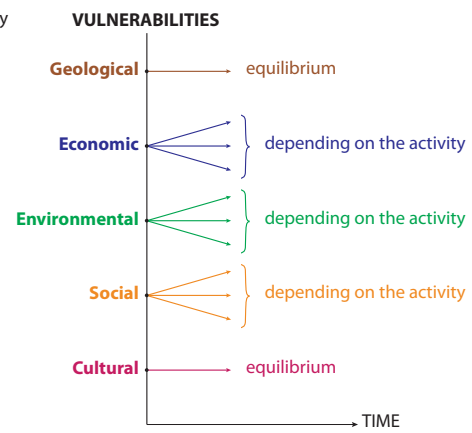 y
VULNERABILITIES
Geological equilibrium
Economic depending on the activity
Environmental depending on the activity
Social depending on the activity
Cultural equilibrium
TIME